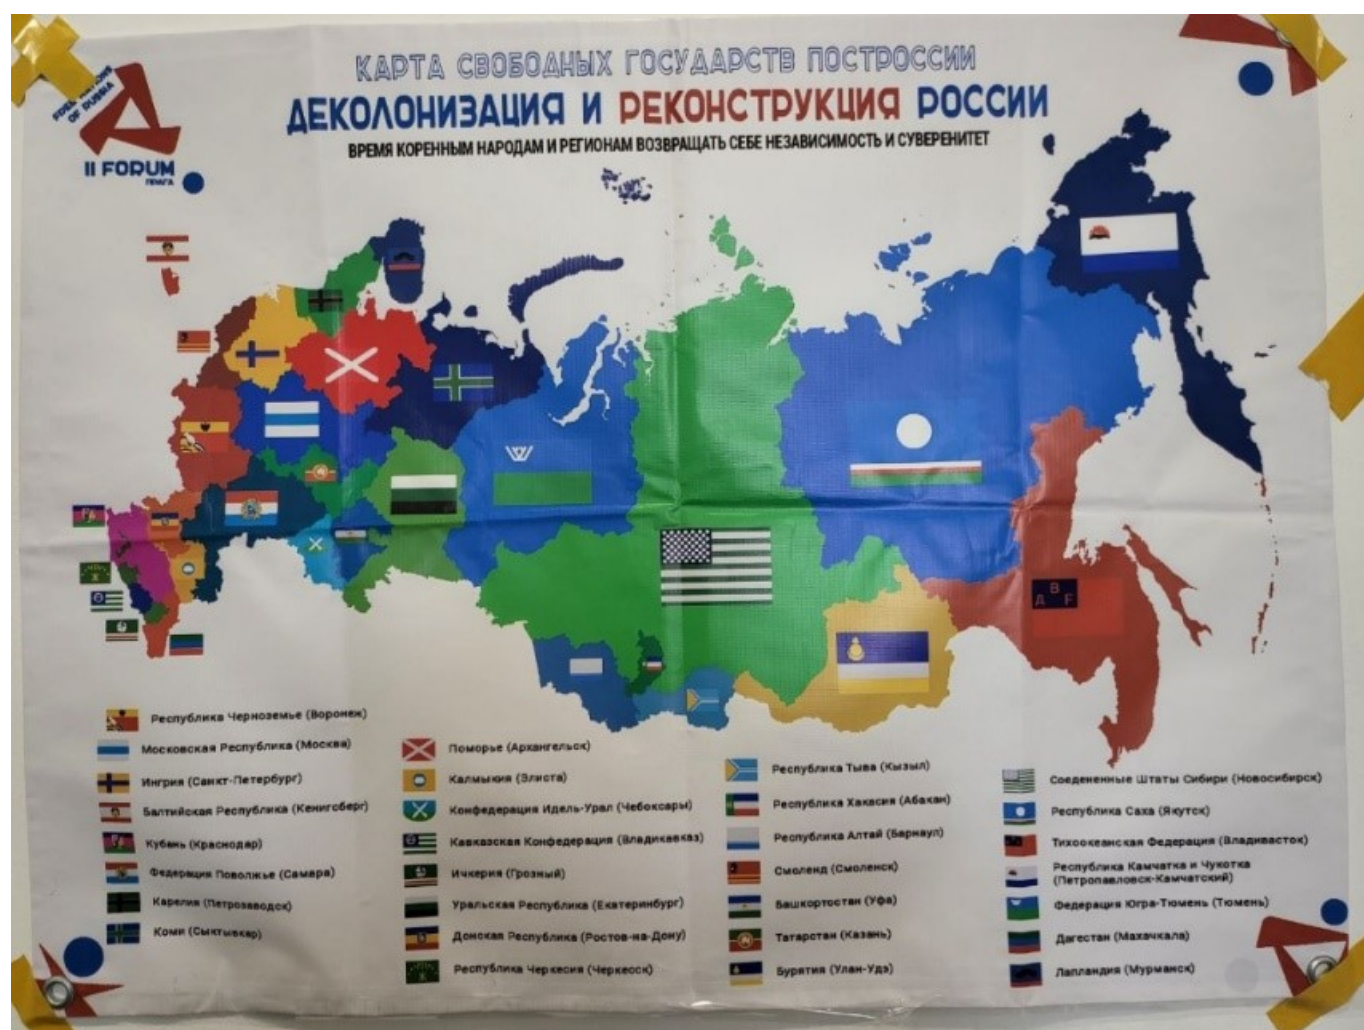 КАРТА СВОБОДНЫХ ГОСУДАРСТВ ПОСТРОССИИ
ДЕКОЛОНИЗАЦИЯ И РЕКОНСТРУКЦИЯ РОССИИ
ВРЕМЯ КОРЕННЫМ НАРОДАМ И РЕГИОНАМ ВОЗВРАЩАТЬ СЕБЕ НЕЗАВИСИМОСТЬ И СУВЕРЕНИТЕТ
OF RUSSIA
II FORUM
ПРАГА
А В F
Республика Черноземье (Воронеж)
Московская Республика (Москва)
Ингрия (Санкт-Петербург)
Балтийская Республика (Кенигсберг)
Кубань (Краснодар)
Федерация Поволжье (Самара)
Карелия (Петрозаводск)
Коми (Сыктывкар)
Поморье (Архангельск)
Калмыкия (Элиста)
Конфедерация Идель-Урал (Чебоксары)
Кавказская Конфедерация (Владикавказ)
Ичкерия (Грозный)
Уральская Республика (Екатеринбург)
Донская Республика (Ростов-на-Дону)
Республика Черкесия (Черкесск)
Республика Тыва (Кызыл)
Республика Хакасия (Абакан)
Республика Алтай (Барнаул)
Смоленд (Смоленск)
Башкортостан (Уфа)
Татарстан (Казань)
Бурятия (Улан-Удэ)
Соедененные Штаты Сибири (Новосибирск)
Республика Саха (Якутск)
Тихоокеанская Федерация (Владивасток)
Республика Камчатка и Чукотка
(Петропавловск-Камчатский)
Федерация Югра-Тюмень (Тюмень)
Дагестан (Махачкала)
Лапландия (Мурманск)